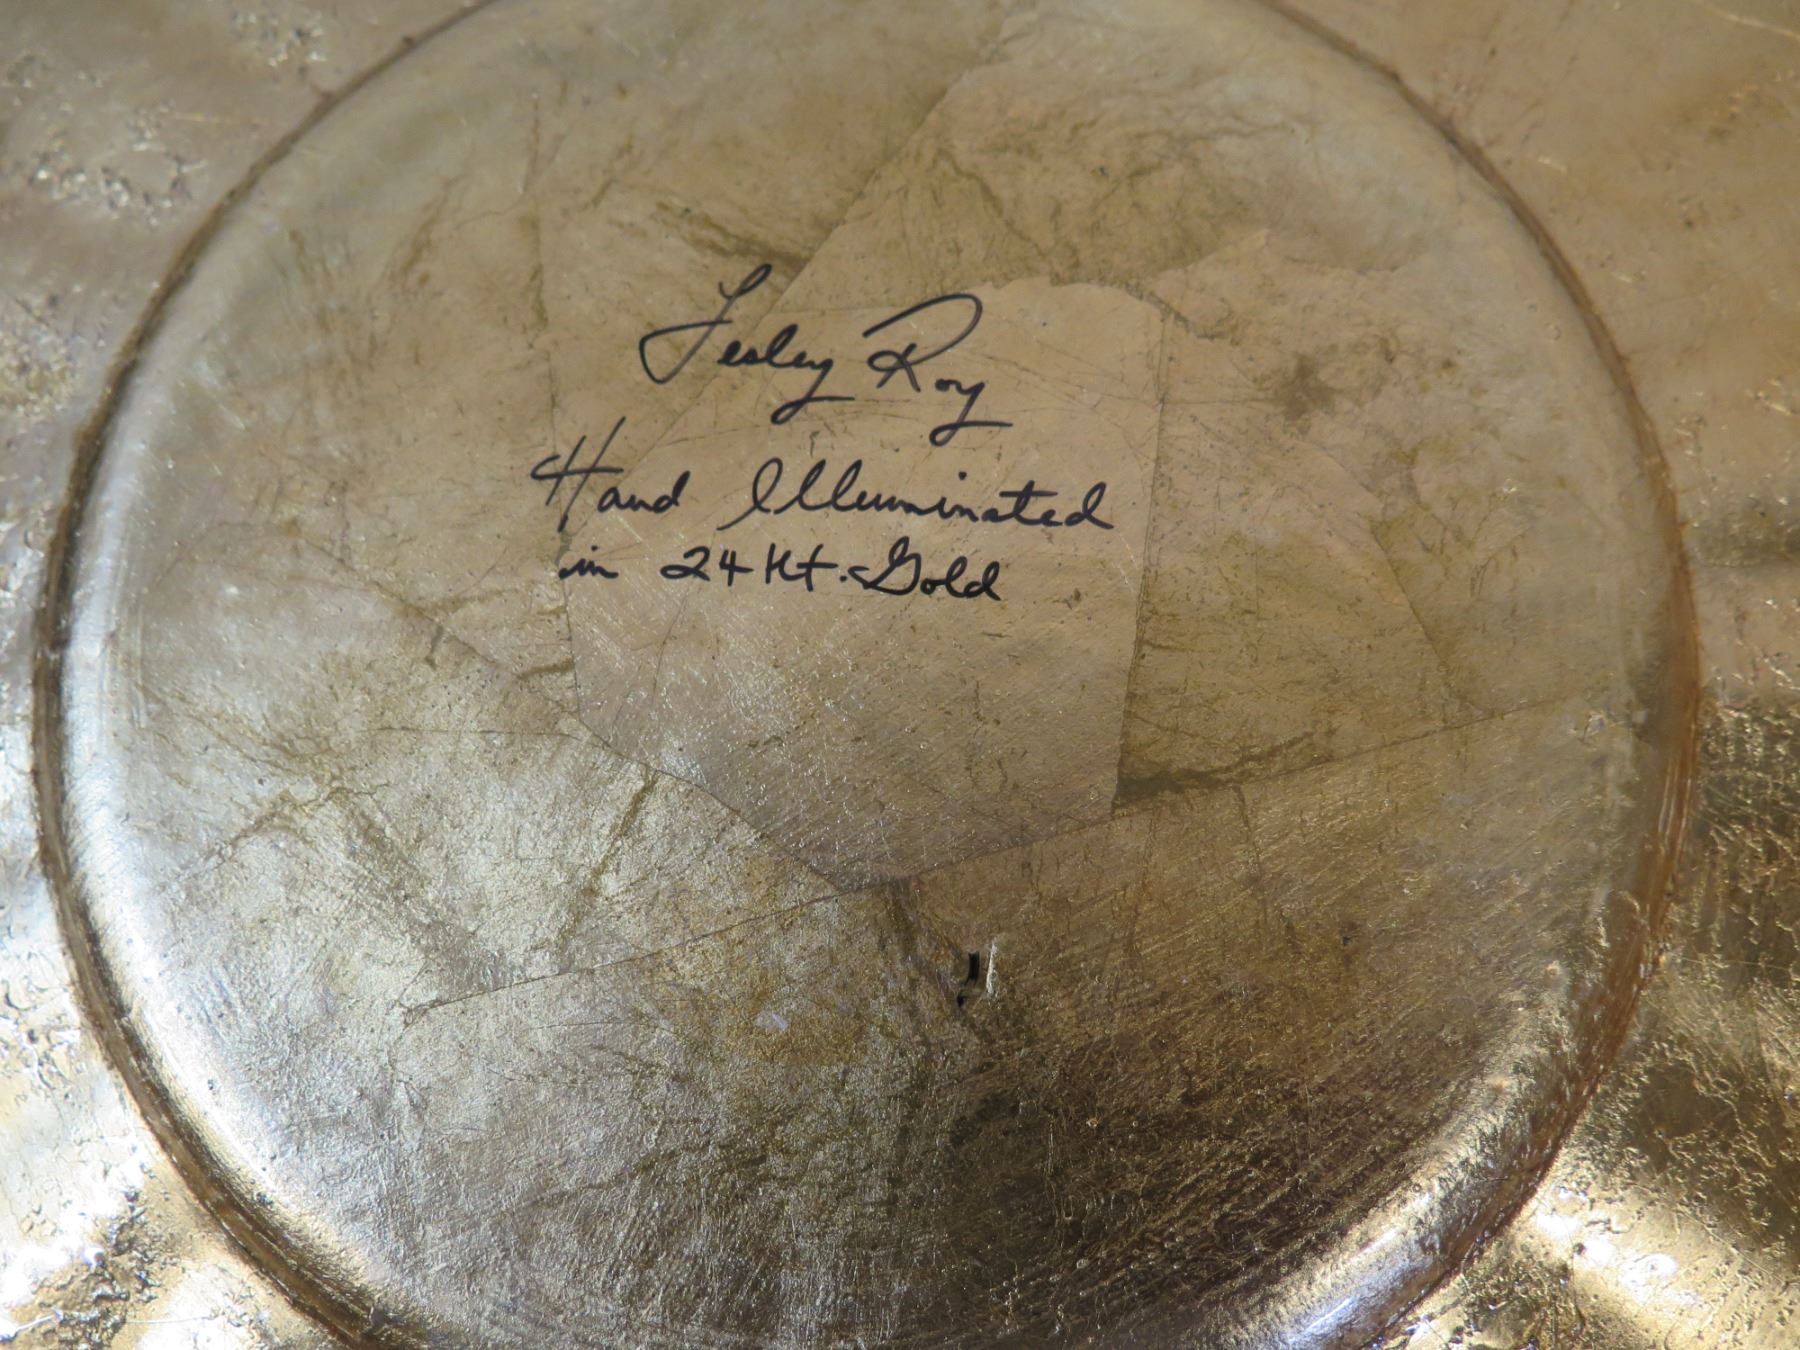 Lesley Roy
Hand Illuminated
in 24 Kt. Gold